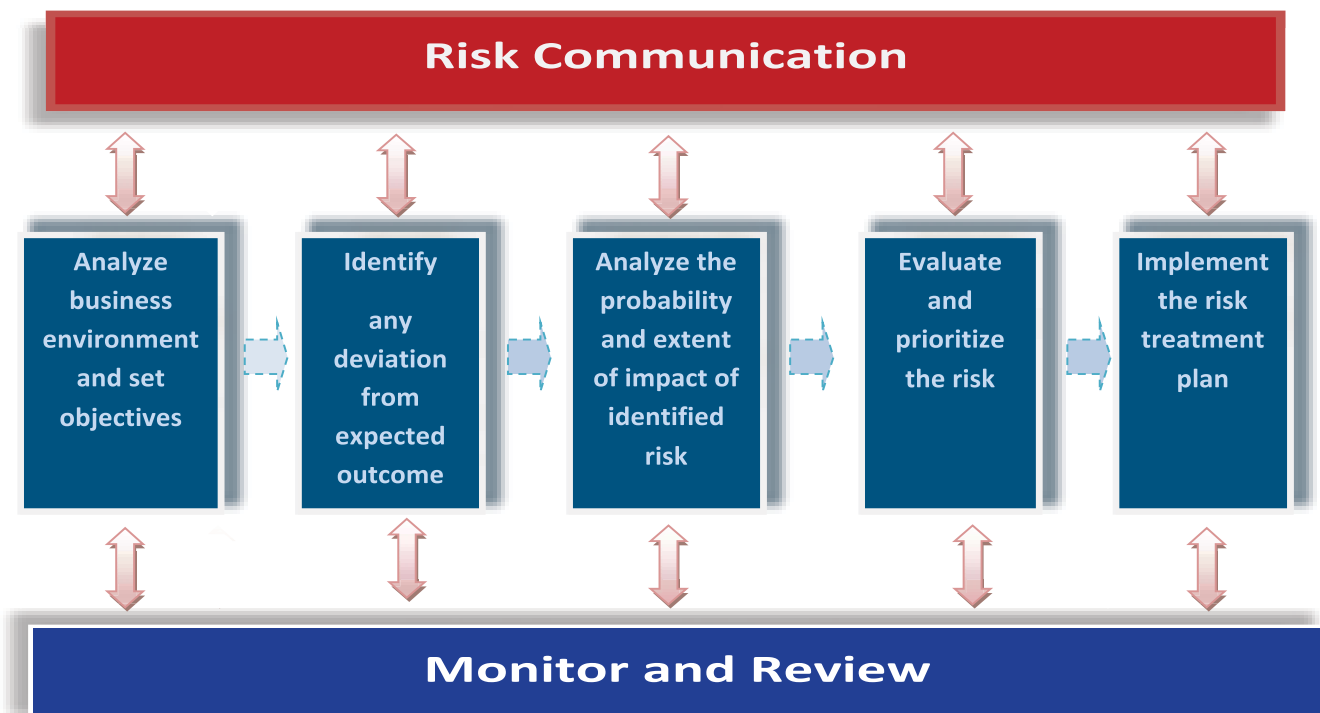 Risk Communication
Analyze
business
environment
and set
objectives
Identify
any
deviation
from
expected
outcome
Analyze the
probability
and extent
of impact of
identified
risk
Evaluate
and
prioritize
the risk
Implement
the risk
treatment
plan
Monitor and Review